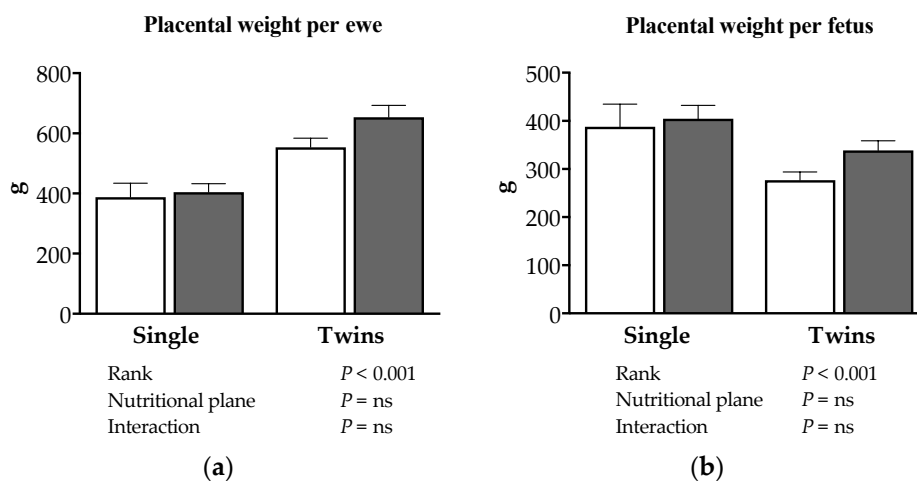 Placental weight per ewe
800
600
400
200
0
g
Single Twins
Rank P < 0.001
Nutritional plane P = ns
Interaction P = ns
(a)
Placental weight per fetus
500
400
300
200
100
0
g
Single Twins
Rank P < 0.001
Nutritional plane P = ns
Interaction P = ns
(b)